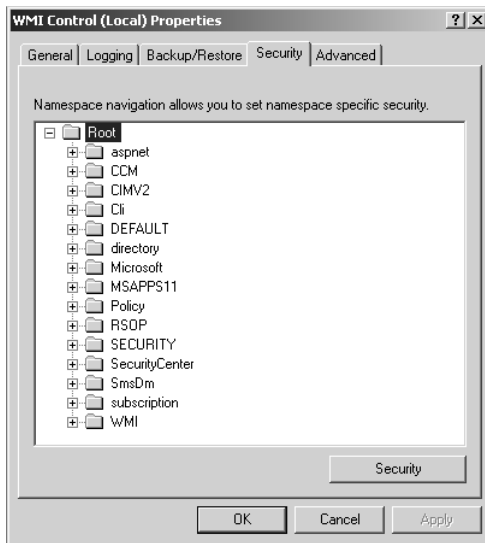 WMI Control (Local) Properties
General Logging Backup/Restore Security Advanced
Namespace navigation allows you to set namespace specific security.
Root
aspnet
CCM
CIMV2
Cli
DEFAULT
directory
Microsoft
MSAPPS11
Policy
RSOP
SECURITY
SecurityCenter
SmsDm
subscription
WMI
Security
OK Cancel Apply